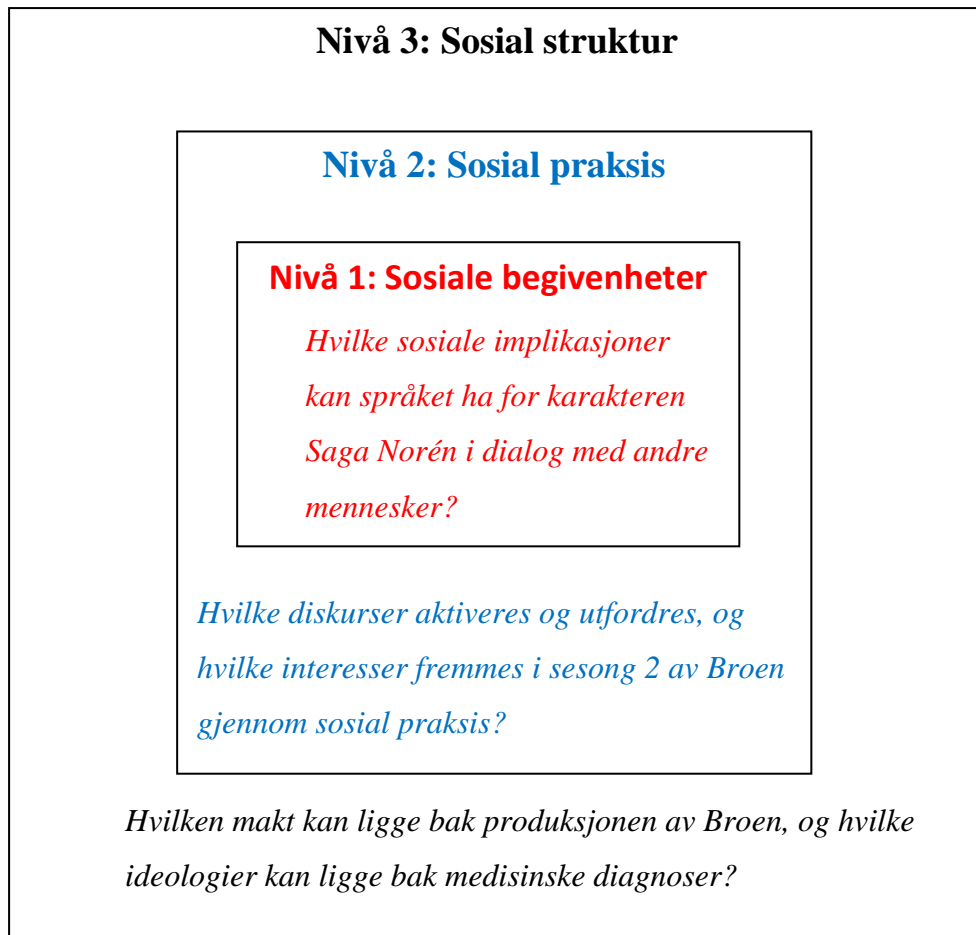 Nivå 3: Sosial struktur
Nivå 2: Sosial praksis
Nivå 1: Sosiale begivenheter
Hvilke sosiale implikasjoner
kan språket ha for karakteren
Saga Norén i dialog med andre
mennesker?
Hvilke diskurser aktiveres og utfordres, og
hvilke interesser fremmes i sesong 2 av Broen
gjennom sosial praksis?
Hvilken makt kan ligge bak produksjonen av Broen, og hvilke
ideologier kan ligge bak medisinske diagnoser?